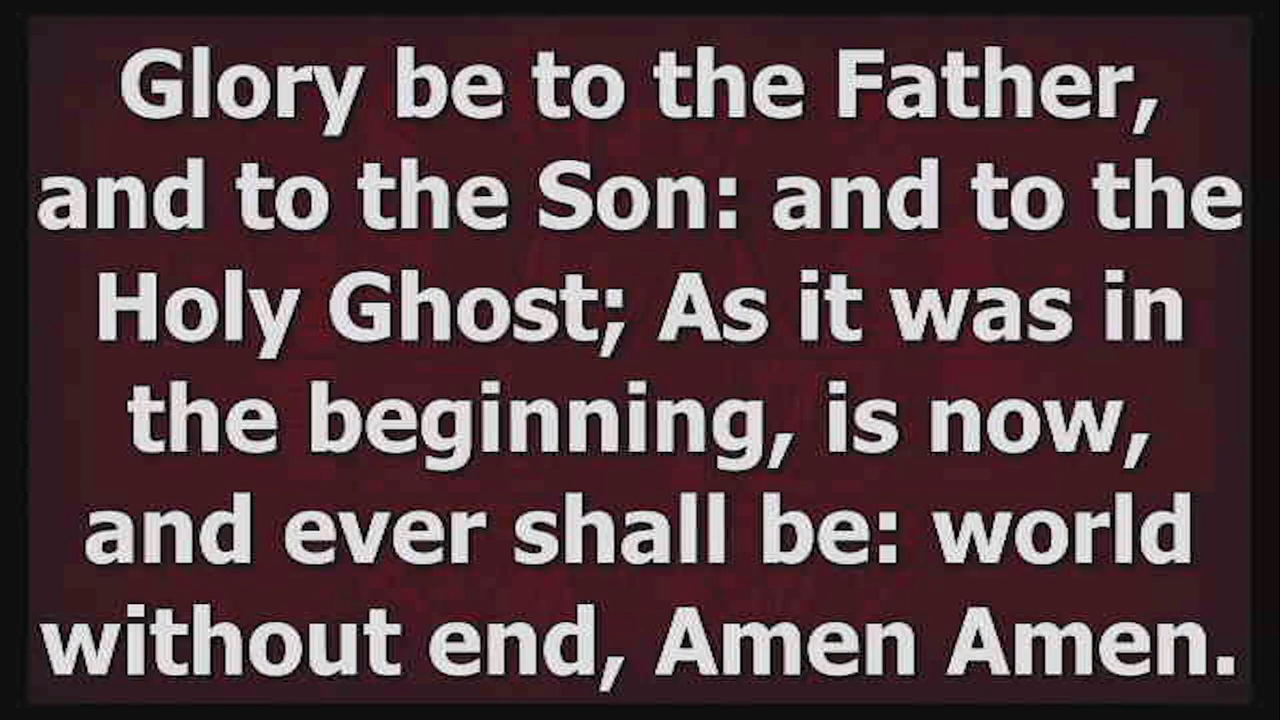 Glory be to the Father,
and to the Son: and to the
Holy Ghost; As it was in
the beginning, is now,
and ever shall be: world
without end, Amen Amen.